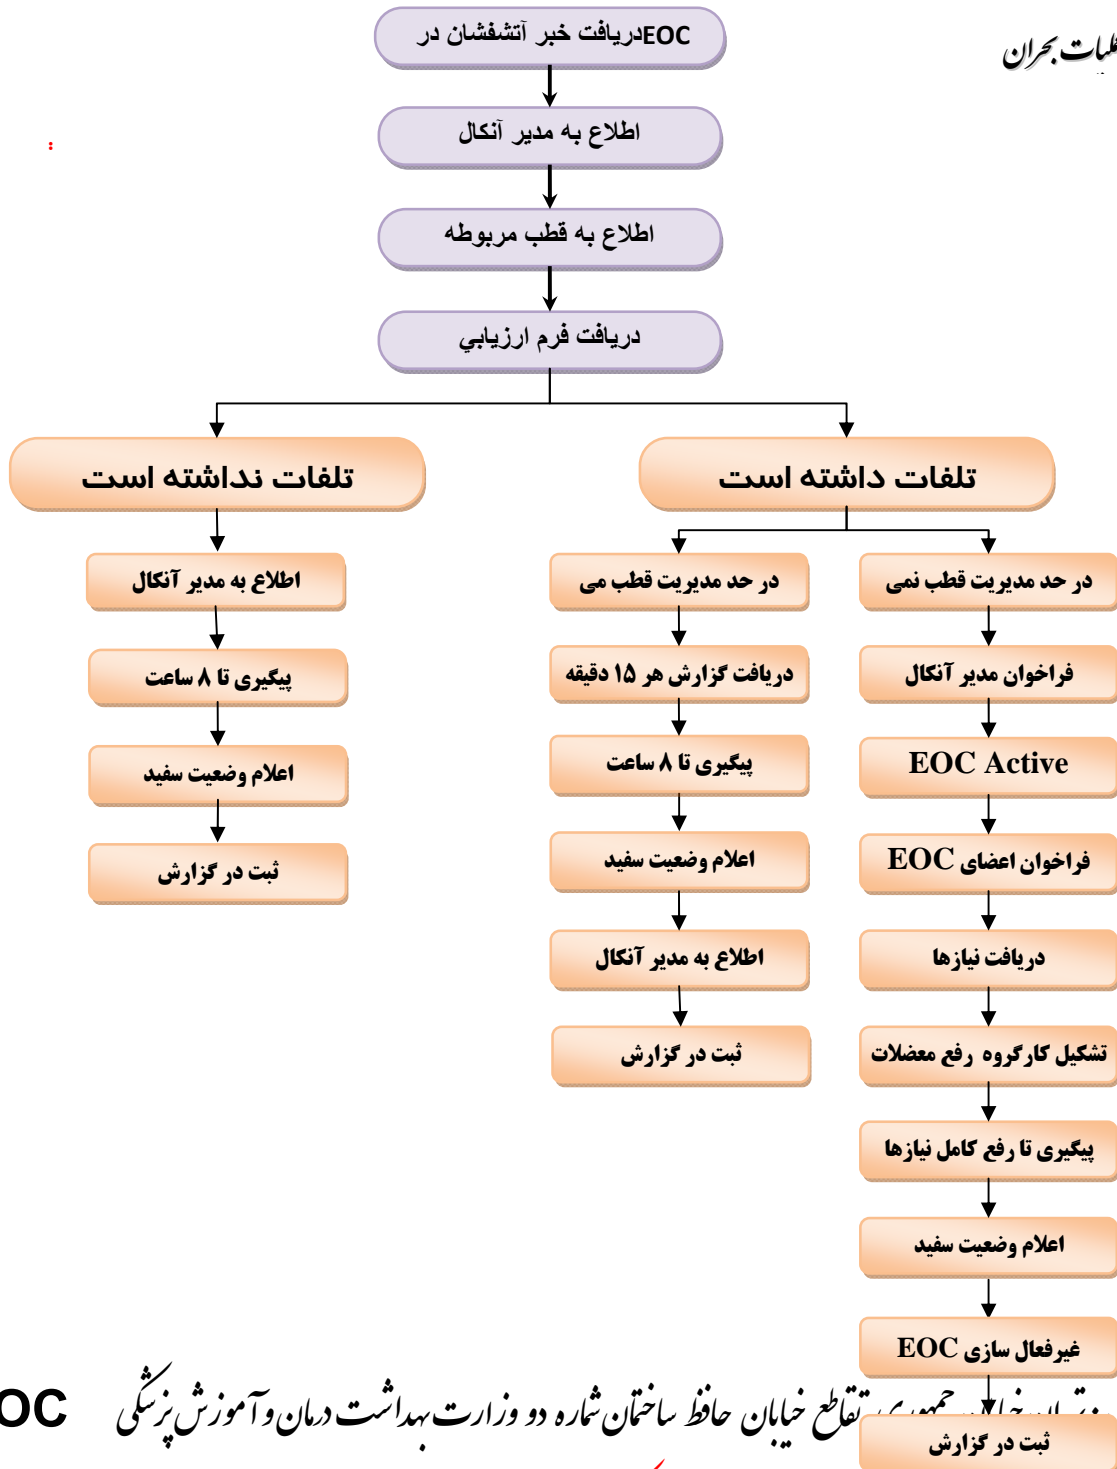 دریافت خبر آتشفشان در EOC
بحران
اطلاع به مدیر آنکال
:
اطلاع به قطب مربوطه
دریافت فرم ارزیابي
تلفات داشته است
تلفات نداشته است
در حد مدیریت قطب نمی
فراخوان مدیر آنکال
EOC Active
فراخوان اعضای EOC
دریافت نیازها
تشکیل کارگروه رفع معضلات
پیگیری تا رفع کامل نیازها
اعلام وضعیت سفید
غیرفعال سازی EOC
ثبت در گزارش
در حد مدیریت قطب می
دریافت گزارش هر ۱۵ دقیقه
پیگیری تا ۸ ساعت
اعلام وضعیت سفید
اطلاع به مدیر آنکال
ثبت در گزارش
اطلاع به مدیر آنکال
پیگیری تا ۸ ساعت
اعلام وضعیت سفید
ثبت در گزارش
جمهوری تقاطع خیابان حافظ ساختمان شماره دو وزارت بهداشت درمان و آموزش پزشکی OC